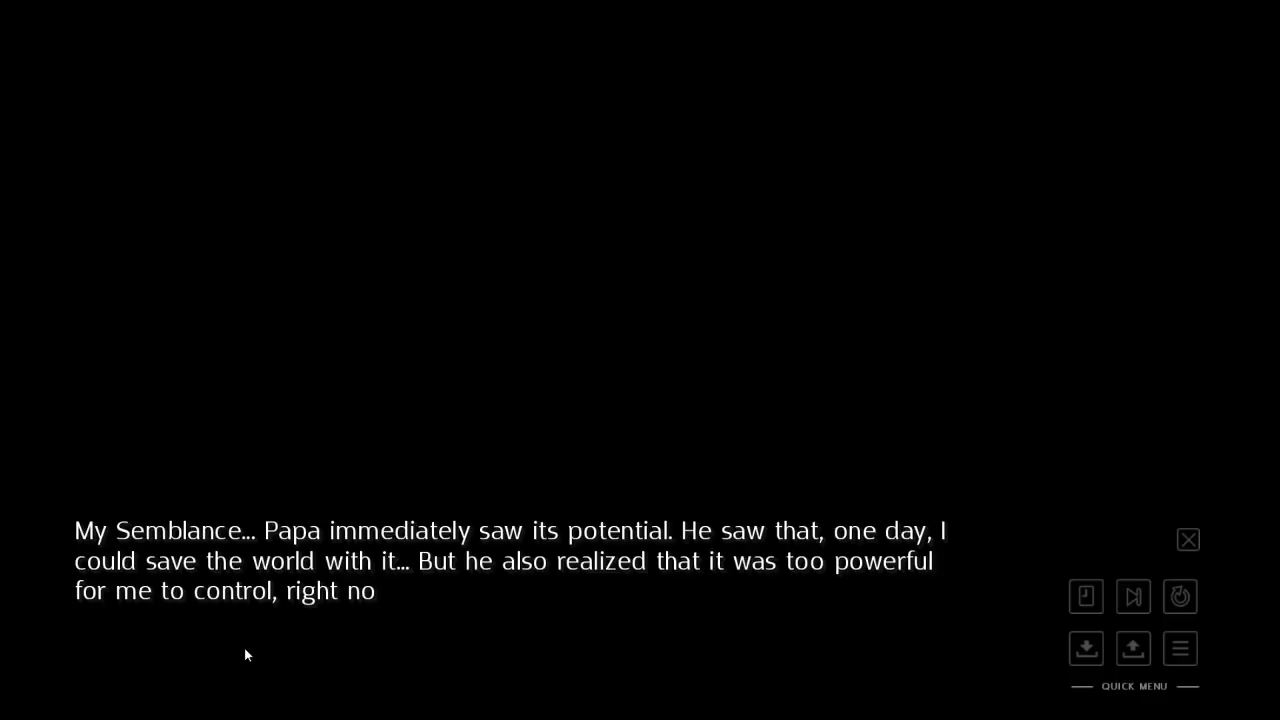 My Semblance... Papa immediately saw its potential. He saw that, one day, I
could save the world with it... But he also realized that it was too powerful
for me to control, right no
QUICK MENU